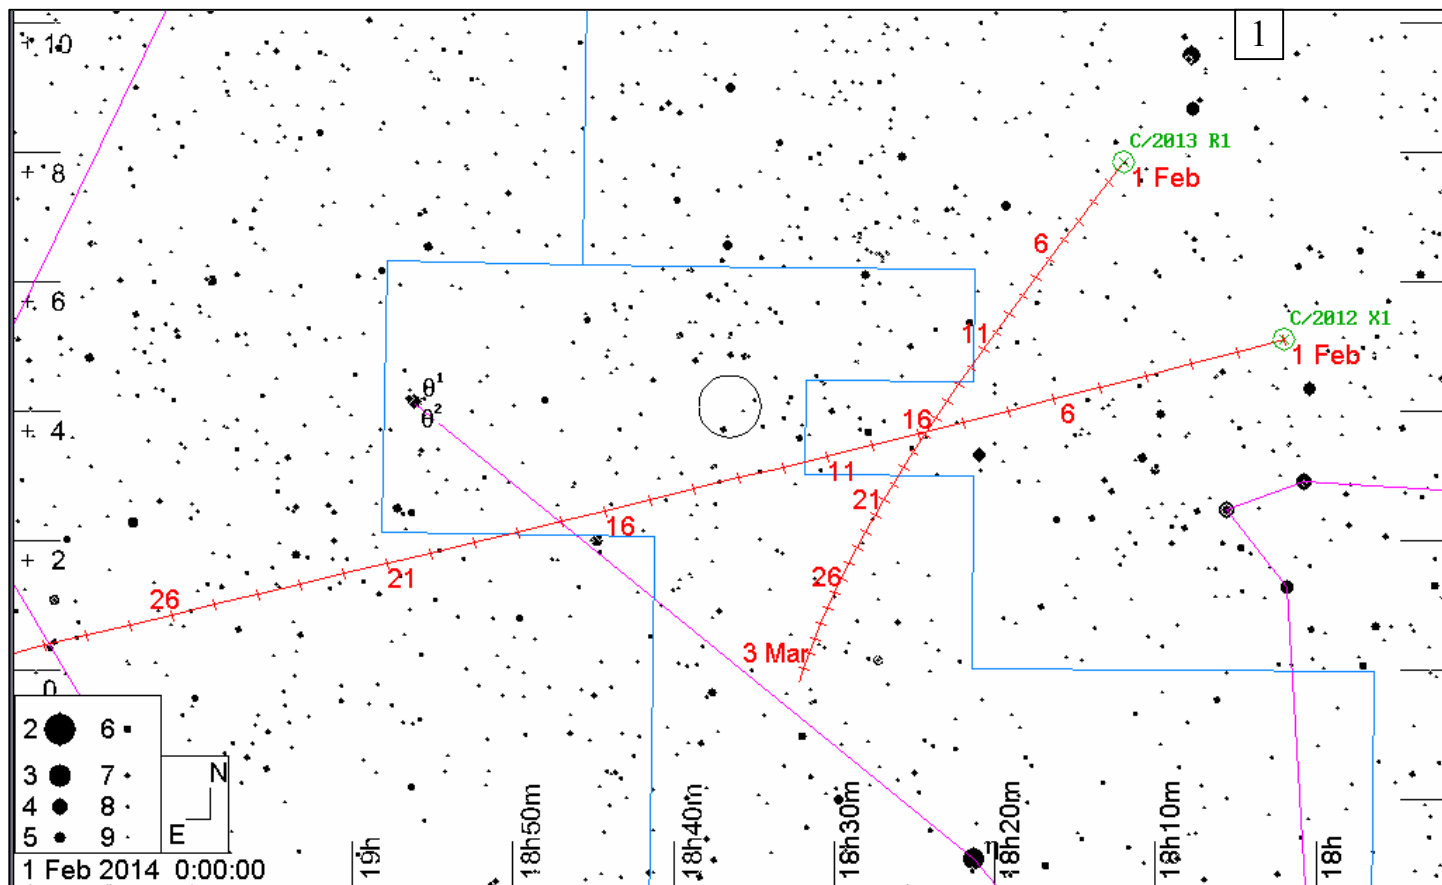 1
+ 10
C/2013 R1
1 Feb
+ 8
6
+ 6
C/2012 X1
11
1 Feb
θ¹
6
θ²
16
+ 4
11
21
16
+ 2
21
26
26
3 Mar
0
2 6
3 7
4 8
5 9
N
E
19h
18h50m
18h40m
18h30m
18h20m
18h10m
18h
η
1 Feb 2014 0:00:00